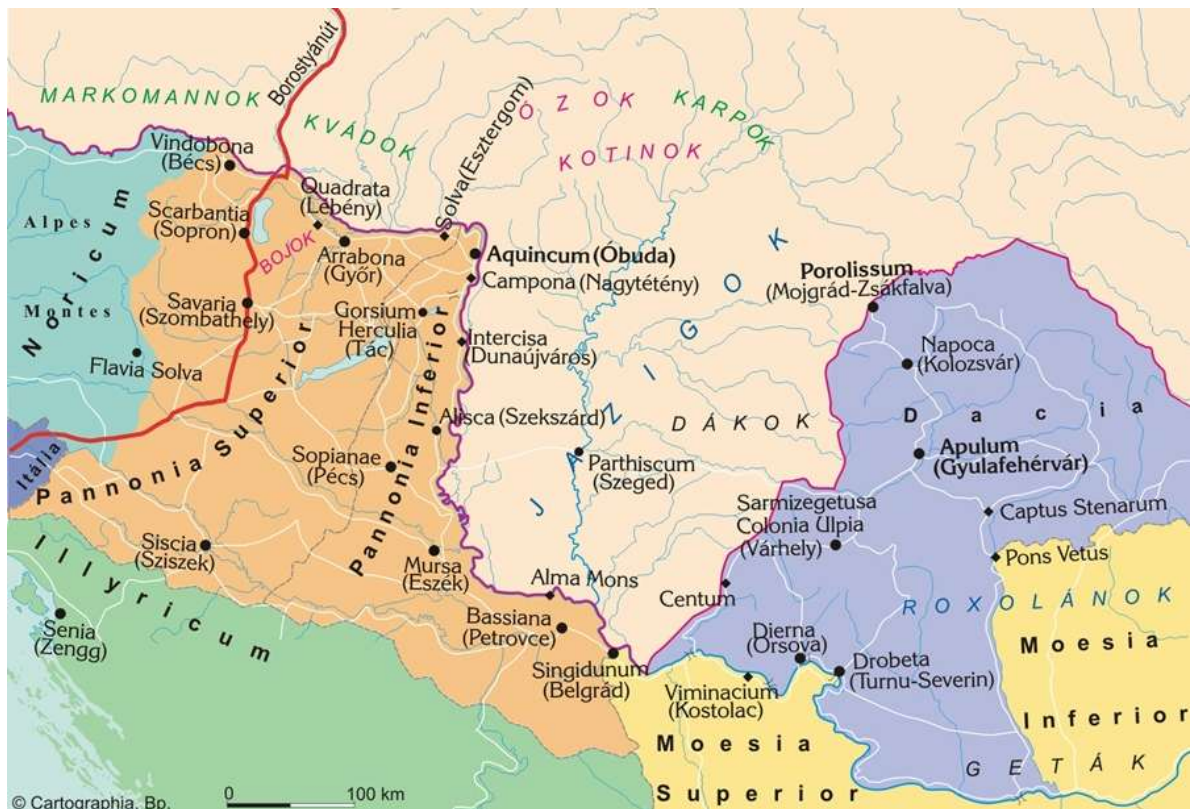 Borostyánút
MARKOMANNOK
KVÁDOK
ÓZOK
KARPOK
KOTINOK
Vindobona
(Bécs)
Quadrata
(Lébény)
Solva(Esztergom)
Scarbantia
(Sopron)
BOJOK
Arrabona
(Győr)
Aquincum (Óbuda)
Campona (Nagytétény)
Alpes
Montes
Noricum
Savaria
(Szombathely)
Gorsium
Herculia
(Tác)
Intercisa
(Dunaújváros)
Flavia Solva
Pannonia Superior
Pannonia Inferior
Alisca (Szekszárd)
Sopianae
(Pécs)
Itália
Siscia
(Sziszek)
Mursa
(Eszék)
Illyricum
Senia
(Zengg)
Alma Mons
Bassiana
(Petrovce)
Singidunum
(Belgrád)
JAZIGOK
DÁKOK
Parthiscum
(Szeged)
Porolissum
(Mojgrád-Zsákfalva)
Napoca
(Kolozsvár)
Dacia
Apulum
(Gyulafehérvár)
Sarmizegetusa
Colonia Ulpia
(Várhely)
Captus Stenarum
Pons Vetus
Centum
ROXOLÁNOK
Dierna
(Orsova)
Drobeta
(Turnu-Severin)
Viminacium
(Kostolac)
Moesia
Superior
Moesia
Inferior
GETÁK
0 100 km
© Cartographia, Bp.